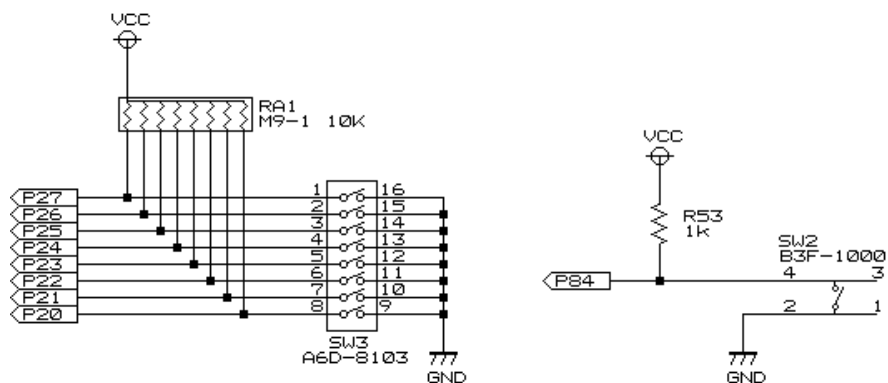 VCC
RA1
M9-1 10K
P27 1 16
P26 2 15
P25 3 14
P24 4 13
P23 5 12
P22 6 11
P21 7 10
P20 8 9
SW3
A6D-8103
GND
VCC
R53
1k
SW2
B3F-1000
P84 4 3
2 1
GND